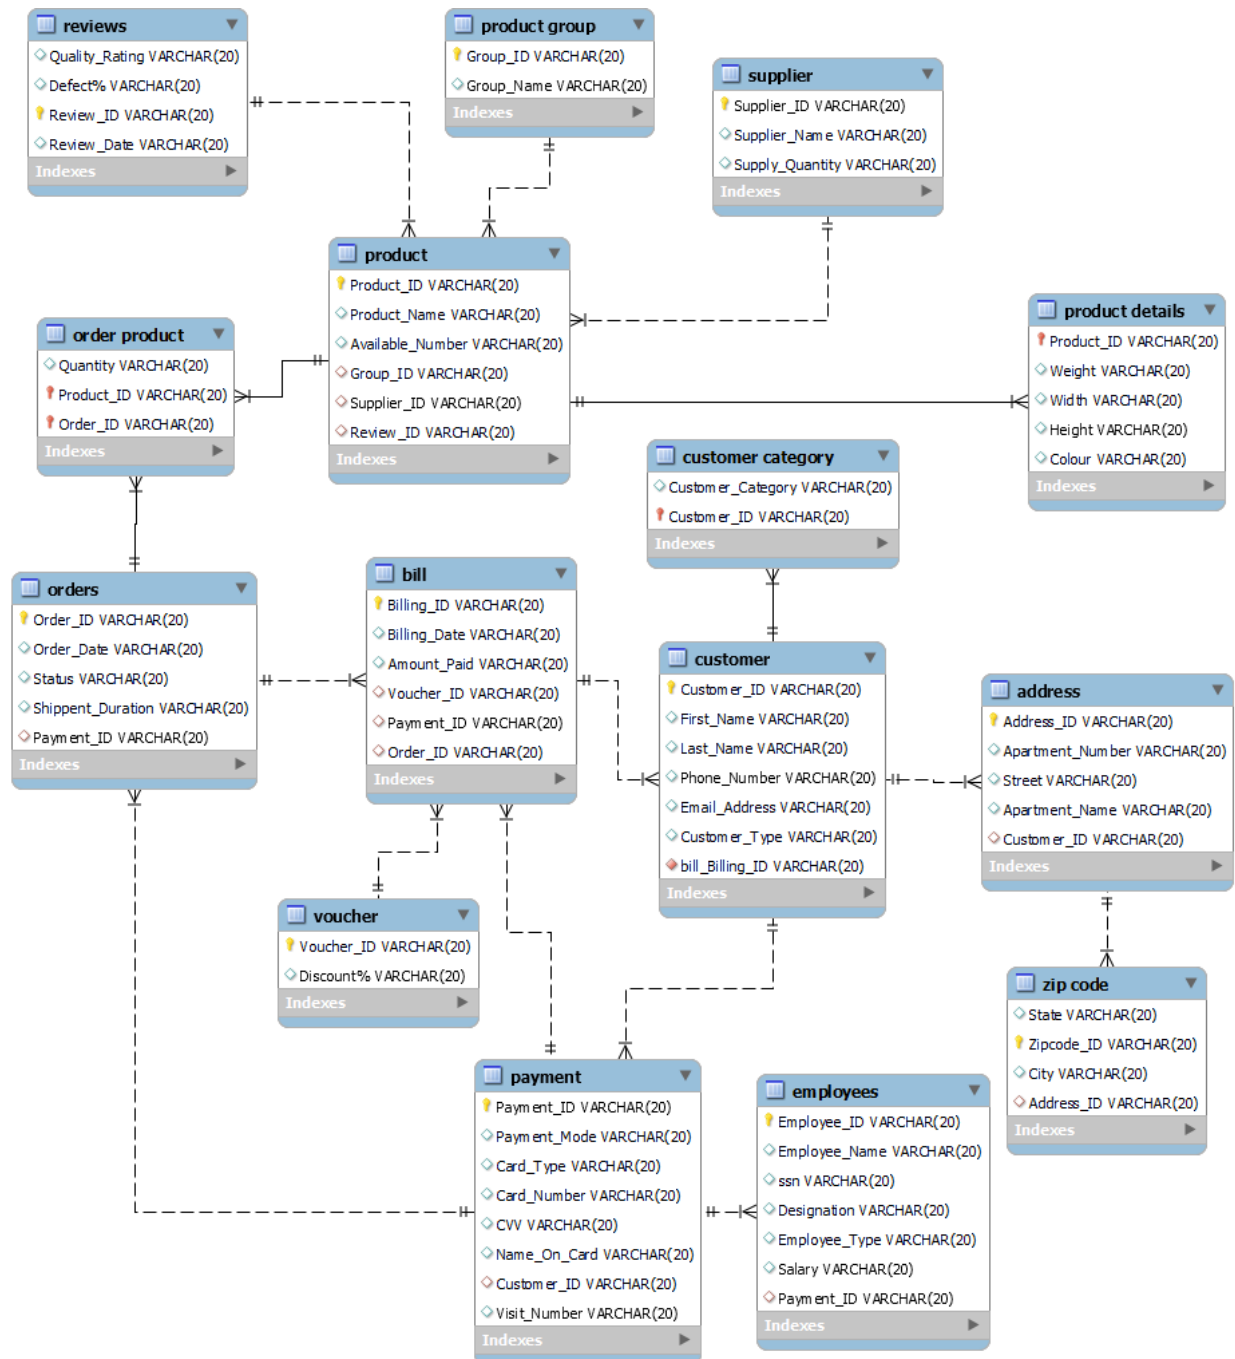 reviews
Quality_Rating VARCHAR(20)
Defect% VARCHAR(20)
Review_ID VARCHAR(20)
Review_Date VARCHAR(20)
Indexes
product group
Group_ID VARCHAR(20)
Group_Name VARCHAR(20)
Indexes
supplier
Supplier_ID VARCHAR(20)
Supplier_Name VARCHAR(20)
Supply_Quantity VARCHAR(20)
Indexes
product
Product_ID VARCHAR(20)
Product_Name VARCHAR(20)
Available_Number VARCHAR(20)
Group_ID VARCHAR(20)
Supplier_ID VARCHAR(20)
Review_ID VARCHAR(20)
Indexes
order product
Quantity VARCHAR(20)
Product_ID VARCHAR(20)
Order_ID VARCHAR(20)
Indexes
product details
Product_ID VARCHAR(20)
Weight VARCHAR(20)
Width VARCHAR(20)
Height VARCHAR(20)
Colour VARCHAR(20)
Indexes
customer category
Customer_Category VARCHAR(20)
Customer_ID VARCHAR(20)
Indexes
orders
Order_ID VARCHAR(20)
Order_Date VARCHAR(20)
Status VARCHAR(20)
Shippent_Duration VARCHAR(20)
Payment_ID VARCHAR(20)
Indexes
bill
Billing_ID VARCHAR(20)
Billing_Date VARCHAR(20)
Amount_Paid VARCHAR(20)
Voucher_ID VARCHAR(20)
Payment_ID VARCHAR(20)
Order_ID VARCHAR(20)
Indexes
customer
Customer_ID VARCHAR(20)
First_Name VARCHAR(20)
Last_Name VARCHAR(20)
Phone_Number VARCHAR(20)
Email_Address VARCHAR(20)
Customer_Type VARCHAR(20)
bill_Billing_ID VARCHAR(20)
Indexes
address
Address_ID VARCHAR(20)
Apartment_Number VARCHAR(20)
Street VARCHAR(20)
Apartment_Name VARCHAR(20)
Customer_ID VARCHAR(20)
Indexes
voucher
Voucher_ID VARCHAR(20)
Discount% VARCHAR(20)
Indexes
zip code
State VARCHAR(20)
Zipcode_ID VARCHAR(20)
City VARCHAR(20)
Address_ID VARCHAR(20)
Indexes
payment
Payment_ID VARCHAR(20)
Payment_Mode VARCHAR(20)
Card_Type VARCHAR(20)
Card_Number VARCHAR(20)
CVV VARCHAR(20)
Name_On_Card VARCHAR(20)
Customer_ID VARCHAR(20)
Visit_Number VARCHAR(20)
Indexes
employees
Employee_ID VARCHAR(20)
Employee_Name VARCHAR(20)
ssn VARCHAR(20)
Designation VARCHAR(20)
Employee_Type VARCHAR(20)
Salary VARCHAR(20)
Payment_ID VARCHAR(20)
Indexes